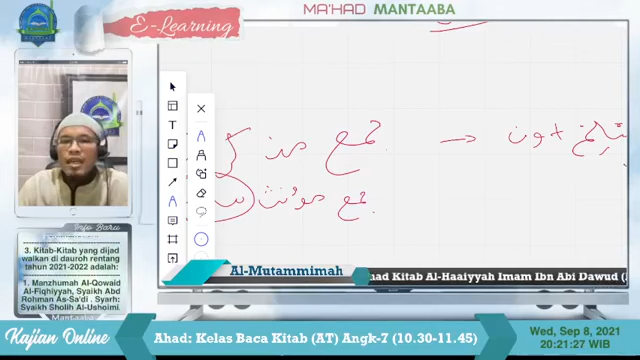 E-Learning
MA'HAD MANTAABA
جمع مذكر
جمع مؤنث
Info Baru
3. Kitab-Kitab yang dijad
walkan di dauroh rentang
tahun 2021-2022 adalah:
1. Manzhumah Al-Qowaid
Al-Fiqhiyyah, Syaikh Abd
Rohman As-Sa'di . Syarh:
Syaikh Sholih Al-Ushoimi.
Al-Mutammimah
had Kitab Al-Haaiyyah Imam Ibn Abi Dawud (
Kajian Online
Ahad: Kelas Baca Kitab (AT) Angk-7 (10.30-11.45)
Wed, Sep 8, 2021
20:21:27 WIB